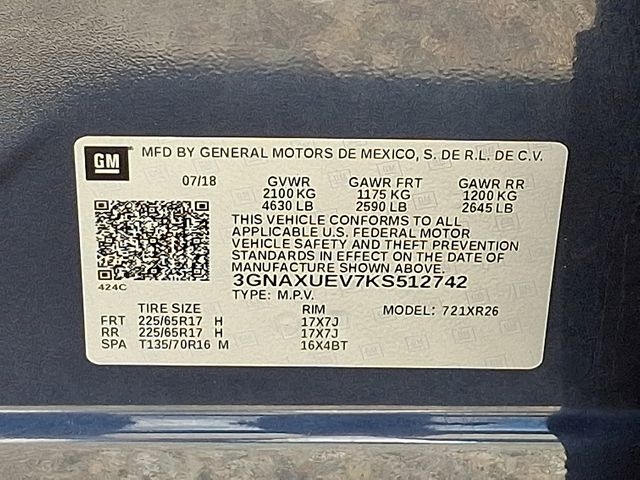 GM
MFD BY GENERAL MOTORS DE MEXICO, S. DE R.L. DE C.V.
07/18 GVWR GAWR FRT GAWR RR
2100 KG 1175 KG 1200 KG
4630 LB 2590 LB 2645 LB
THIS VEHICLE CONFORMS TO ALL
APPLICABLE U.S. FEDERAL MOTOR
VEHICLE SAFETY AND THEFT PREVENTION
STANDARDS IN EFFECT ON THE DATE OF
MANUFACTURE SHOWN ABOVE.
3GNAXUEV7KS512742
424C
TYPE: M.P.V.
TIRE SIZE RIM MODEL: 721XR26
FRT 225/65R17 H 17X7J
RR 225/65R17 H 17X7J
SPA T135/70R16 M 16X4BT